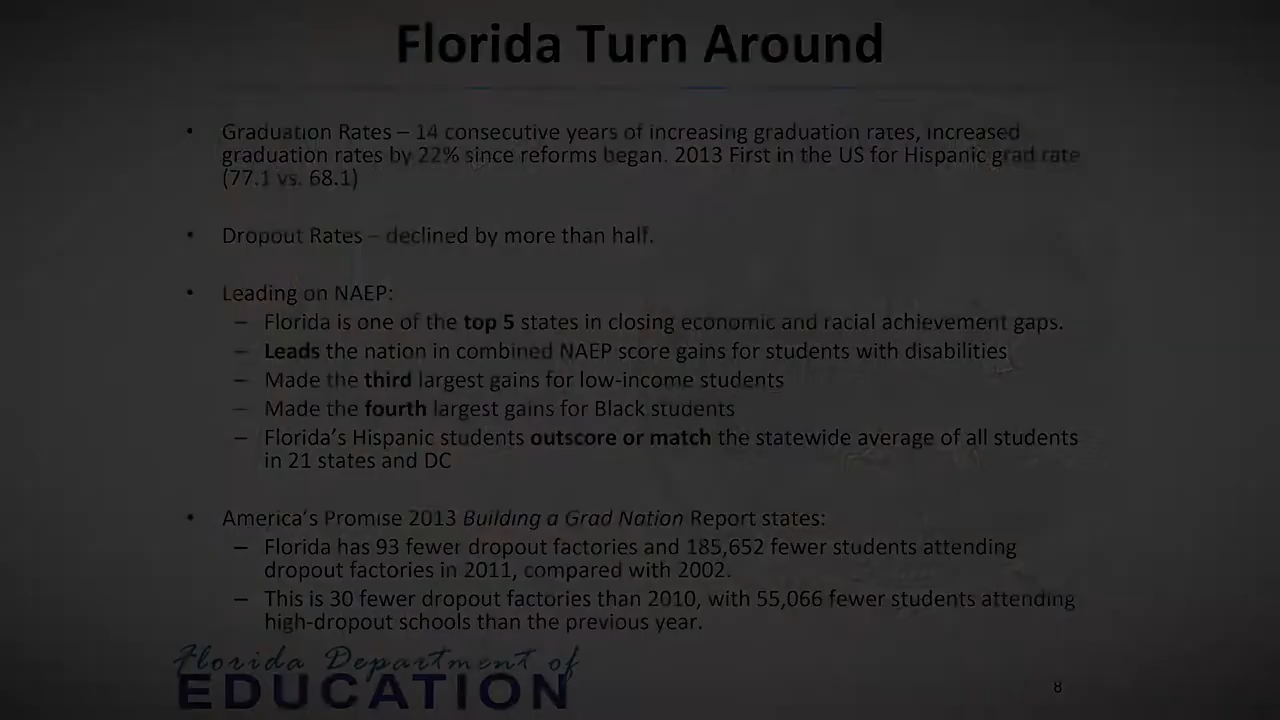 Florida Turn Around
• Graduation Rates – 14 consecutive years of increasing graduation rates, increased
graduation rates by 22% since reforms began. 2013 First in the US for Hispanic grad rate
(77.1 vs. 68.1)
• Dropout Rates – declined by more than half.
• Leading on NAEP:
– Florida is one of the top 5 states in closing economic and racial achievement gaps.
– Leads the nation in combined NAEP score gains for students with disabilities
– Made the third largest gains for low-income students
– Made the fourth largest gains for Black students
– Florida's Hispanic students outscore or match the statewide average of all students
in 21 states and DC
• America's Promise 2013 Building a Grad Nation Report states:
– Florida has 93 fewer dropout factories and 185,652 fewer students attending
dropout factories in 2011, compared with 2002.
– This is 30 fewer dropout factories than 2010, with 55,066 fewer students attending
high-dropout schools than the previous year.
Florida Department of
EDUCATION
8